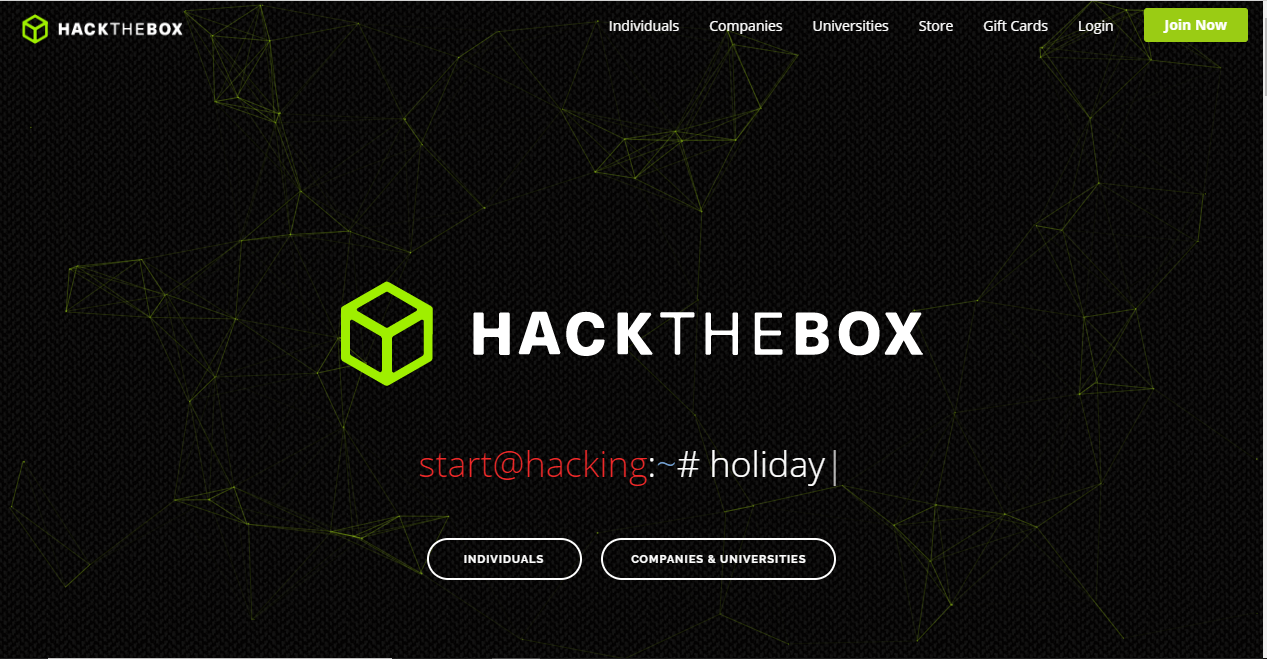 HACKTHEBOX
Individuals Companies Universities Store Gift Cards Login Join Now
HACKTHEBOX
start@hacking:~# holiday|
INDIVIDUALS COMPANIES & UNIVERSITIES